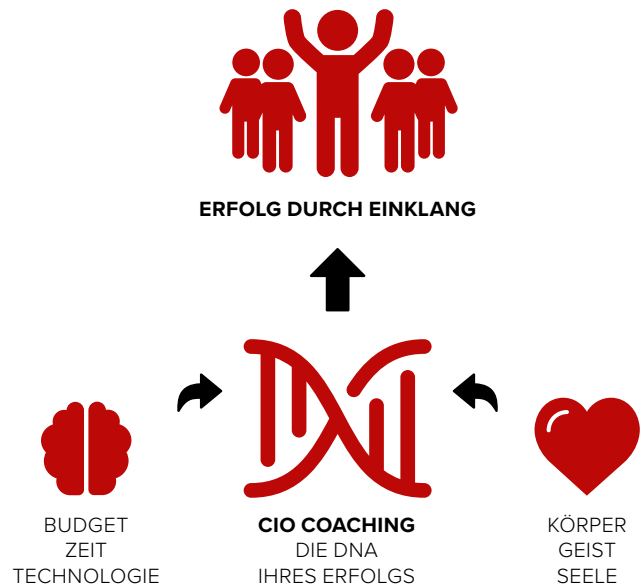 ERFOLG DURCH EINKLANG
BUDGET
ZEIT
TECHNOLOGIE
CIO COACHING
DIE DNA
IHRES ERFOLGS
KÖRPER
GEIST
SEELE